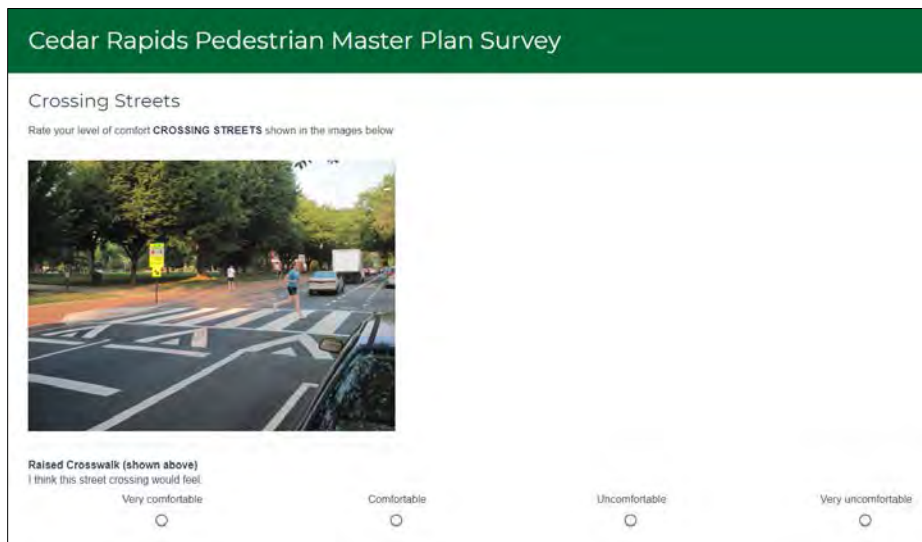 Cedar Rapids Pedestrian Master Plan Survey
Crossing Streets
Rate your level of comfort CROSSING STREETS shown in the images below
Raised Crosswalk (shown above)
I think this street crossing would feel.
Very comfortable Comfortable Uncomfortable Very uncomfortable